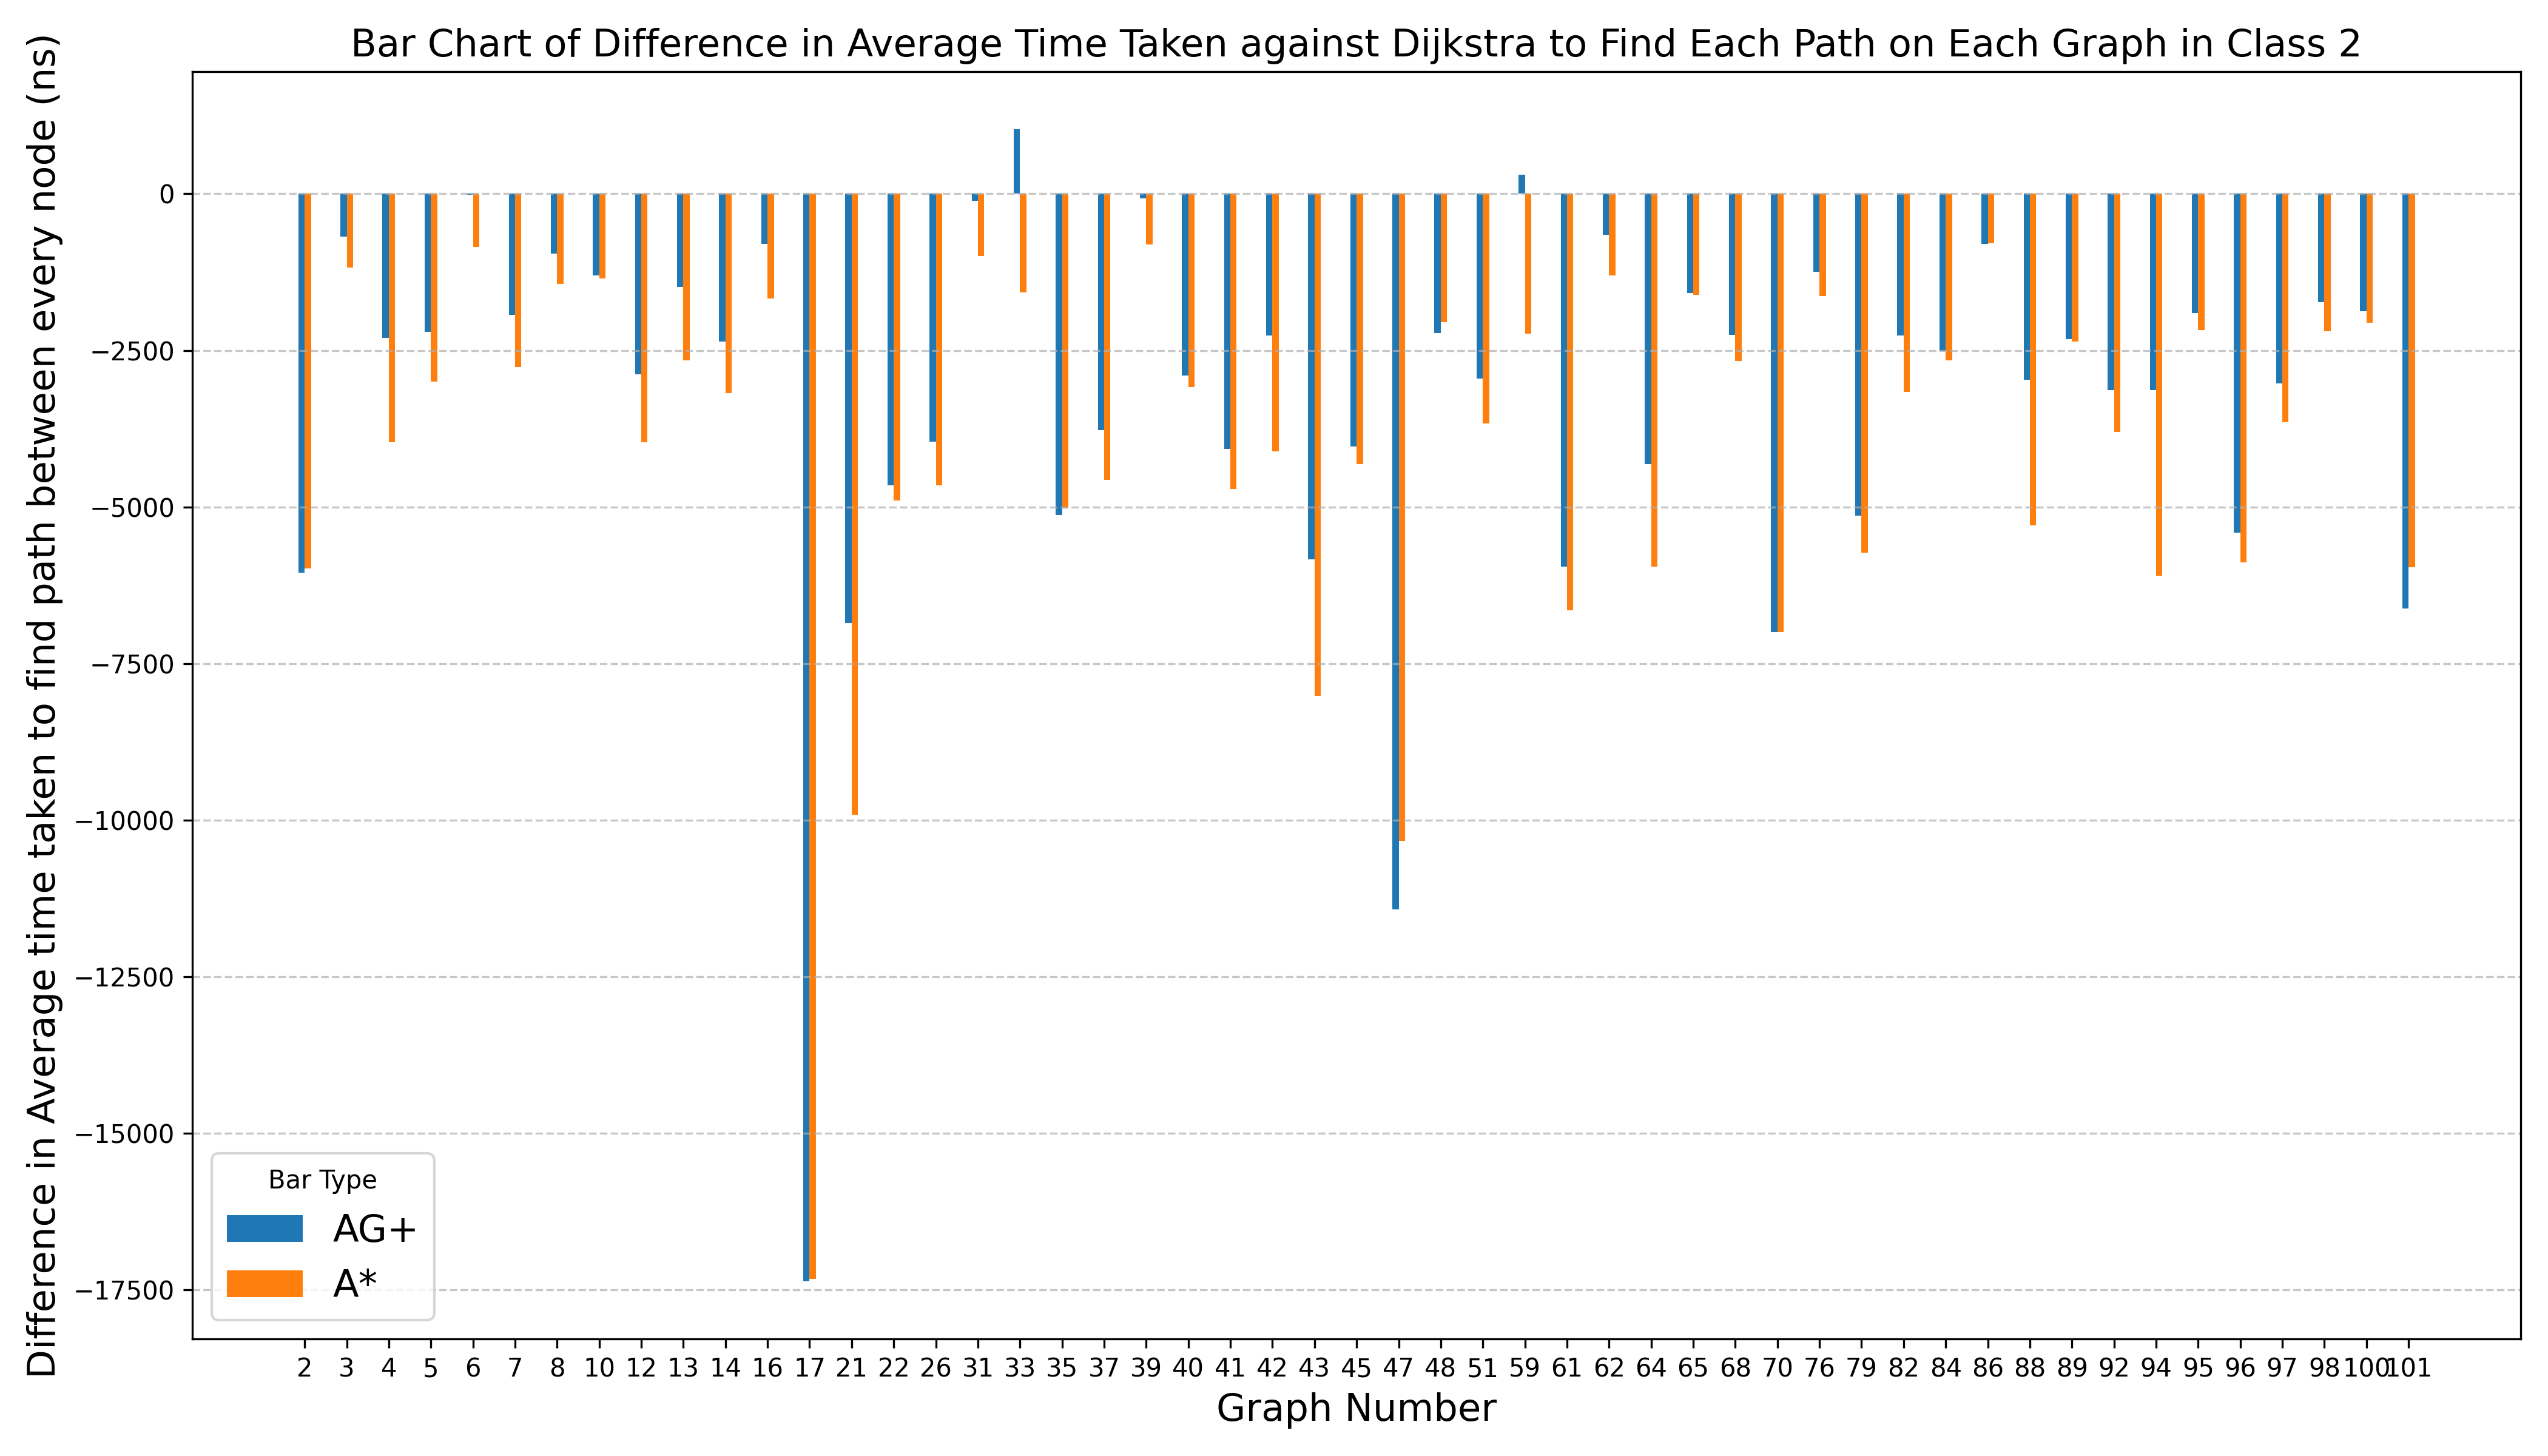 Bar Chart of Difference in Average Time Taken against Dijkstra to Find Each Path on Each Graph in Class 2
Difference in Average time taken to find path between every node (ns)
0
−2500
−5000
−7500
−10000
−12500
−15000
−17500
Bar Type
AG+
A*
2 3 4 5 6 7 8 10 12 13 14 16 17 21 22 26 31 33 35 37 39 40 41 42 43 45 47 48 51 59 61 62 64 65 68 70 76 79 82 84 86 88 89 92 94 95 96 97 98 100 101
Graph Number